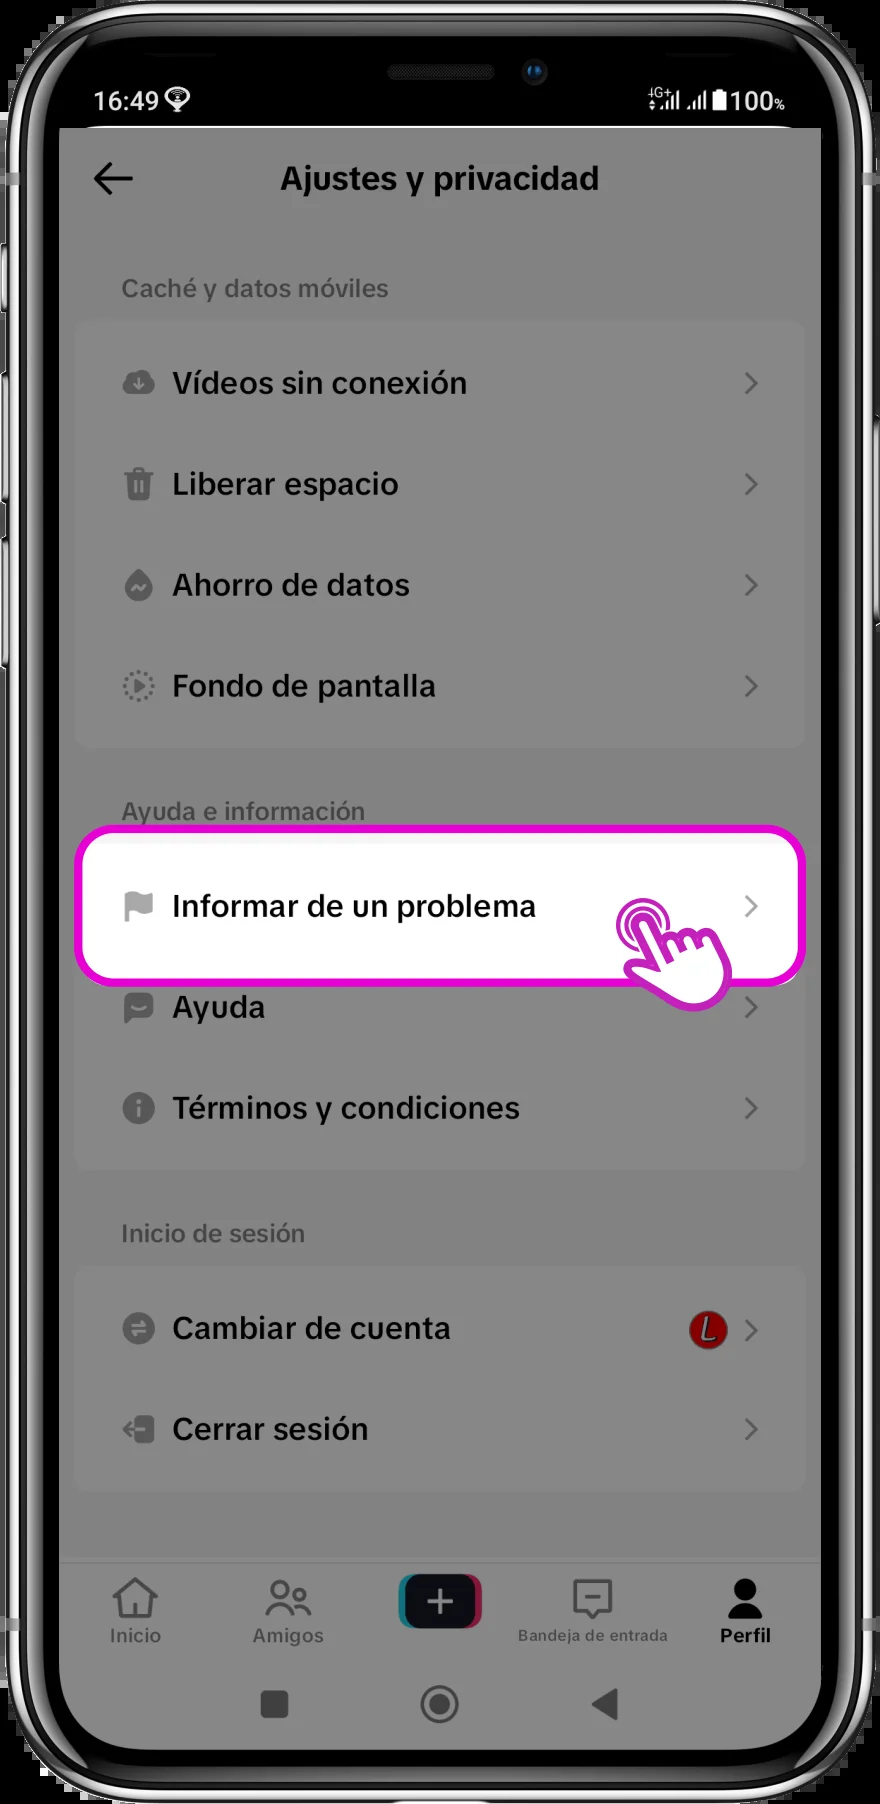 16:49 4G+ 100%
Ajustes y privacidad
Caché y datos móviles
Vídeos sin conexión
Liberar espacio
Ahorro de datos
Fondo de pantalla
Ayuda e información
Informar de un problema
Ayuda
Términos y condiciones
Inicio de sesión
Cambiar de cuenta L
Cerrar sesión
Inicio Amigos Bandeja de entrada Perfil